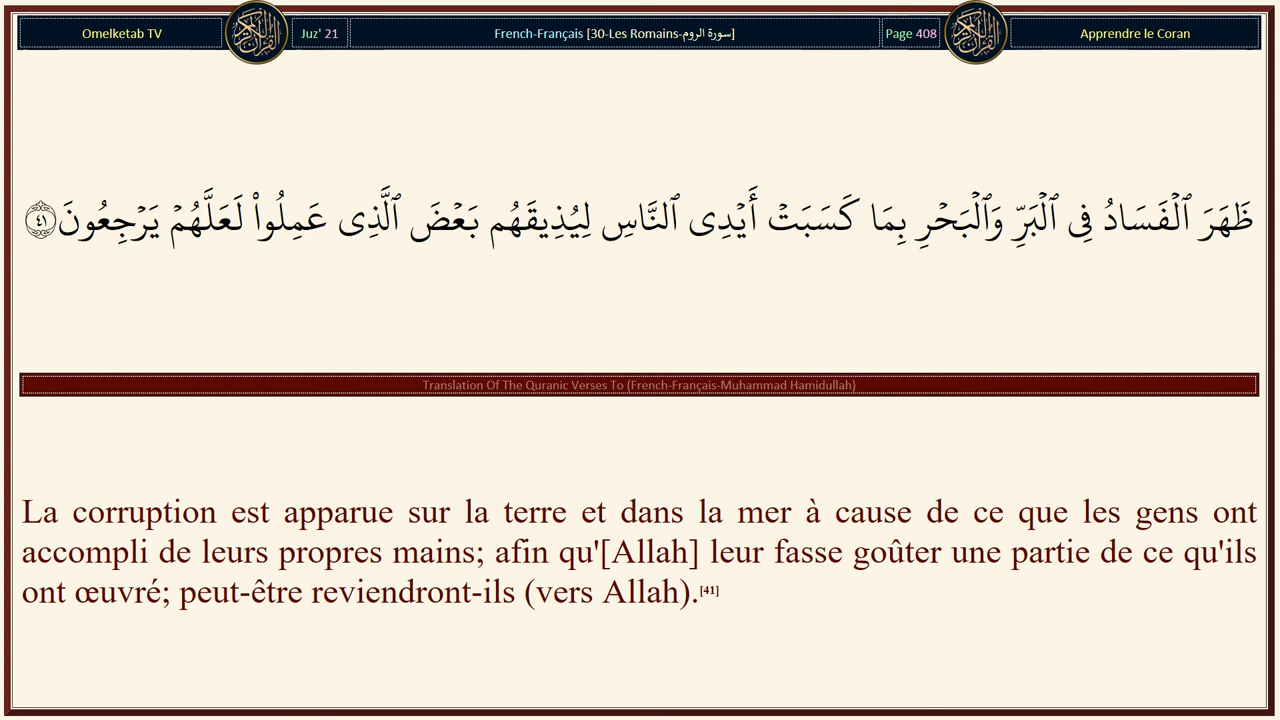 Omelketab TV
Juz' 21
French-Français [30-Les Romains-سورة الروم]
Page 408
Apprendre le Coran
ظَهَرَ ٱلۡفَسَادُ فِي ٱلۡبَرِّ وَٱلۡبَحۡرِ بِمَا كَسَبَتۡ أَيۡدِي ٱلنَّاسِ لِيُذِيقَهُم بَعۡضَ ٱلَّذِي عَمِلُواْ لَعَلَّهُمۡ يَرۡجِعُونَ ٤١
Translation Of The Quranic Verses To (French-Français-Muhammad Hamidullah)
La corruption est apparue sur la terre et dans la mer à cause de ce que les gens ont
accompli de leurs propres mains; afin qu'[Allah] leur fasse goûter une partie de ce qu'ils
ont œuvré; peut-être reviendront-ils (vers Allah).[41]